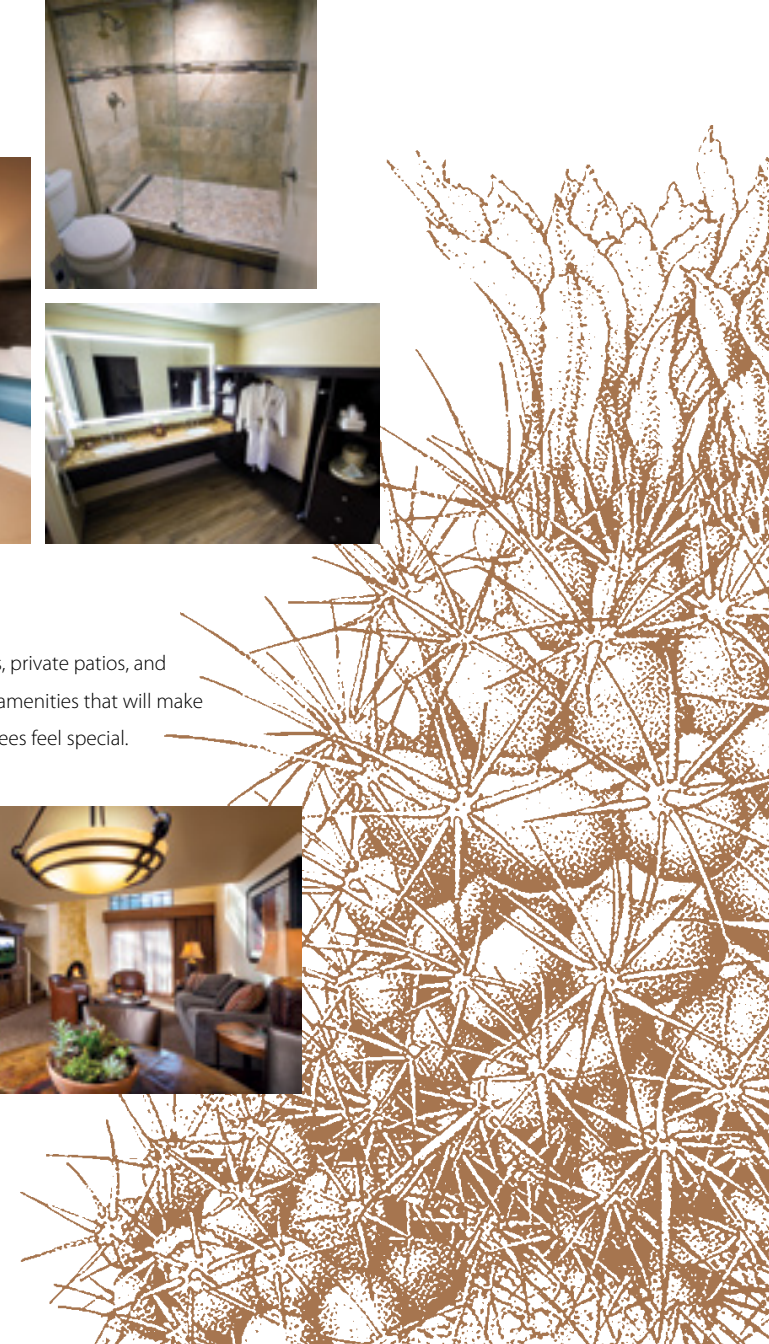 , private patios, and
amenities that will make
ees feel special.